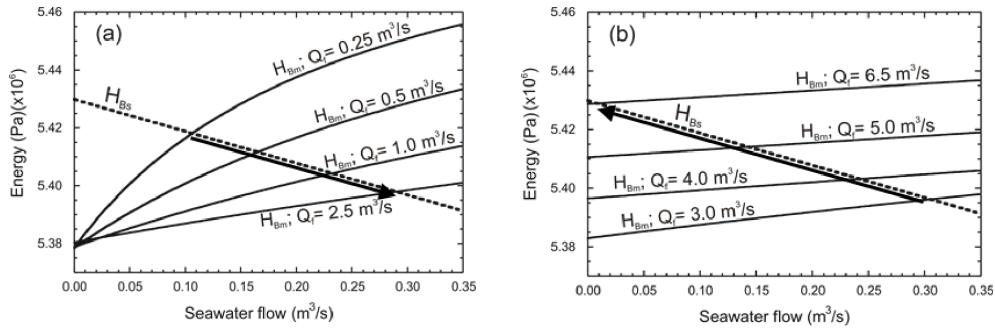 (a)
Energy (Pa)(x10⁶)
5.46
5.44
5.42
5.40
5.38
H_Bs
H_Bm; Q_f= 0.25 m³/s
H_Bm; Q_f= 0.5 m³/s
H_Bm; Q_f= 1.0 m³/s
H_Bm; Q_f= 2.5 m³/s
0.00 0.05 0.10 0.15 0.20 0.25 0.30 0.35
Seawater flow (m³/s)
(b)
Energy (Pa)(x10⁶)
5.46
5.44
5.42
5.40
5.38
H_Bm; Q_f= 6.5 m³/s
H_Bs
H_Bm; Q_f= 5.0 m³/s
H_Bm; Q_f= 4.0 m³/s
H_Bm; Q_f= 3.0 m³/s
0.00 0.05 0.10 0.15 0.20 0.25 0.30 0.35
Seawater flow (m³/s)